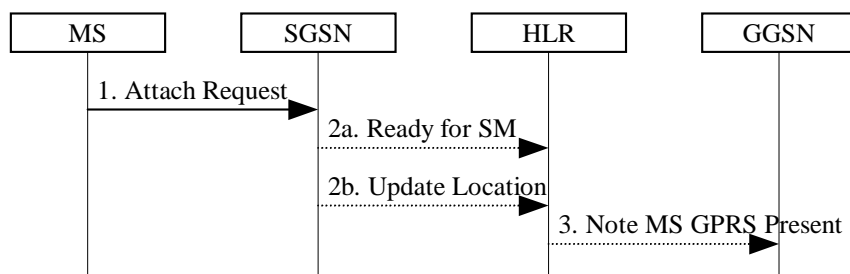 MS
SGSN
HLR
GGSN
1. Attach Request
2a. Ready for SM
2b. Update Location
3. Note MS GPRS Present